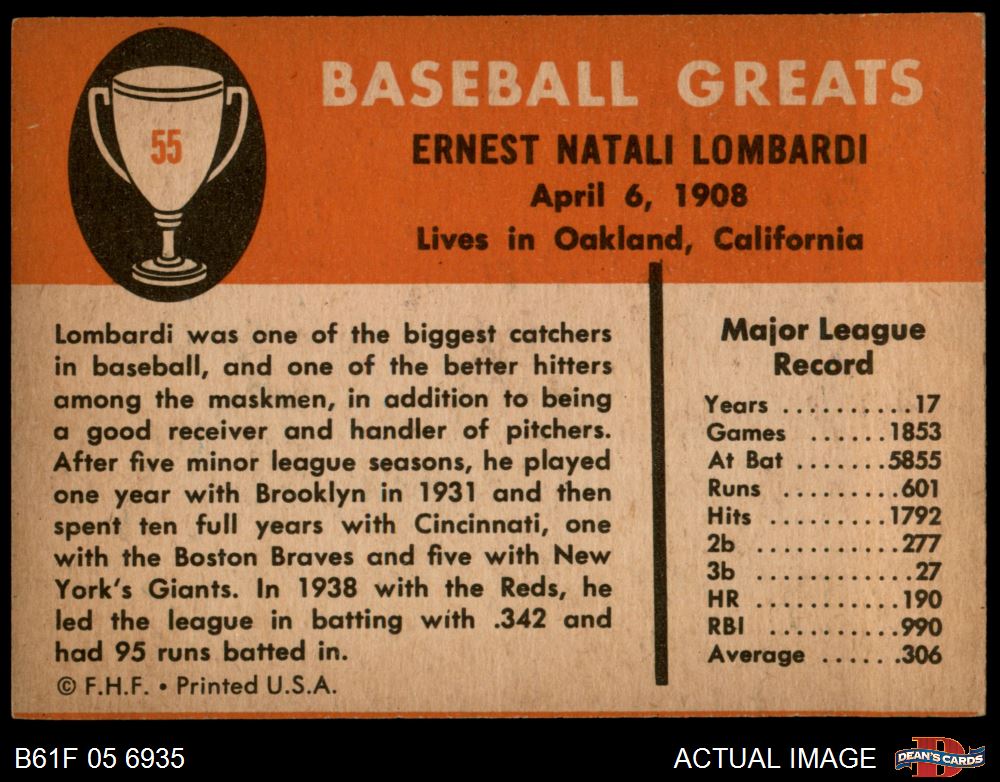 55
BASEBALL GREATS
ERNEST NATALI LOMBARDI
April 6, 1908
Lives in Oakland, California
Lombardi was one of the biggest catchers
in baseball, and one of the better hitters
among the maskmen, in addition to being
a good receiver and handler of pitchers.
After five minor league seasons, he played
one year with Brooklyn in 1931 and then
spent ten full years with Cincinnati, one
with the Boston Braves and five with New
York's Giants. In 1938 with the Reds, he
led the league in batting with .342 and
had 95 runs batted in.
© F.H.F. • Printed U.S.A.
Major League
Record
Years ..........17
Games ......1853
At Bat .......5855
Runs .........601
Hits .........1792
2b ...........277
3b ............27
HR ..........190
RBI ..........990
Average ......306
B61F 05 6935
ACTUAL IMAGE
D
DEAN'S CARDS